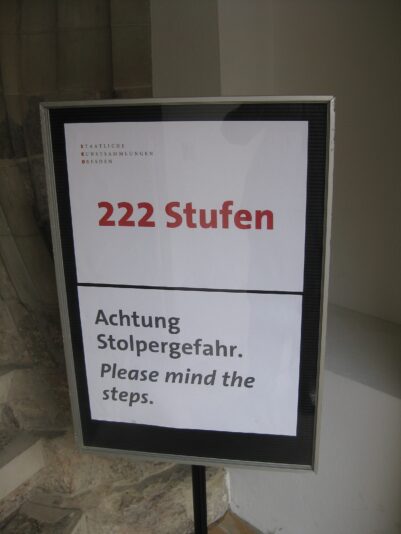 STAATLICHE
KUNSTSAMMLUNGEN
DRESDEN
222 Stufen
Achtung
Stolpergefahr.
Please mind the
steps.